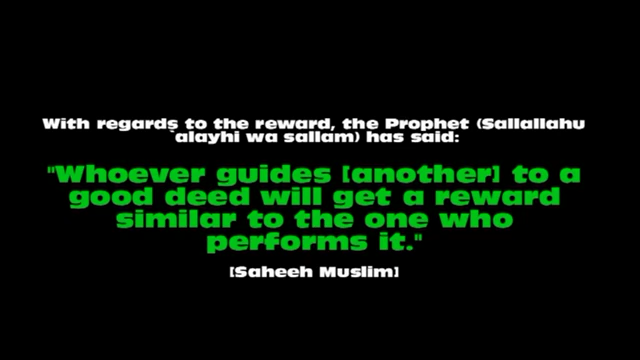 With regards to the reward, the Prophet (Sallallahu
`alayhi wa sallam) has said:
"Whoever guides [another] to a
good deed will get a reward
similar to the one who
performs it."
[Saheeh Muslim]